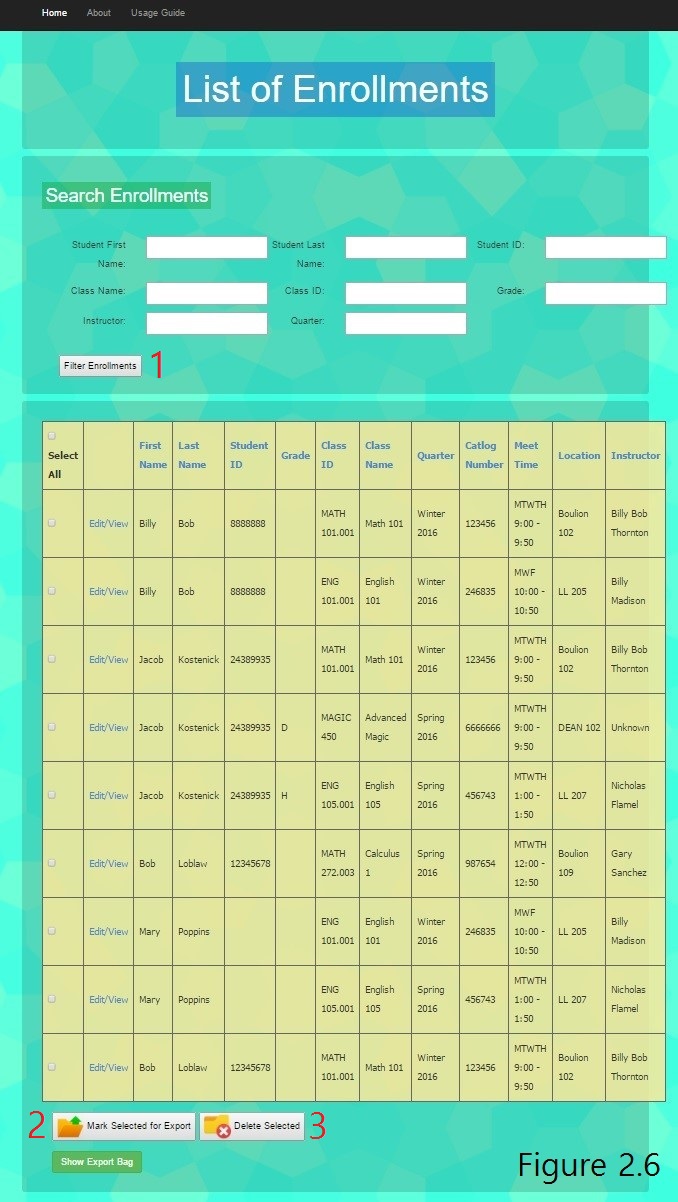 Home About Usage Guide
List of Enrollments
Search Enrollments
Student First Name: Student Last Name: Student ID:
Class Name: Class ID: Grade:
Instructor: Quarter:
Filter Enrollments 1
Select All First Name Last Name Student ID Grade Class ID Class Name Quarter Catlog Number Meet Time Location Instructor
Edit/View Billy Bob 8888888 MATH 101.001 Math 101 Winter 2016 123456 MTWTH 9:00 - 9:50 Boulion 102 Billy Bob Thornton
Edit/View Billy Bob 8888888 ENG 101.001 English 101 Winter 2016 246835 MWF 10:00 - 10:50 LL 205 Billy Madison
Edit/View Jacob Kostenick 24389935 MATH 101.001 Math 101 Winter 2016 123456 MTWTH 9:00 - 9:50 Boulion 102 Billy Bob Thornton
Edit/View Jacob Kostenick 24389935 D MAGIC 450 Advanced Magic Spring 2016 6666666 MTWTH 9:00 - 9:50 DEAN 102 Unknown
Edit/View Jacob Kostenick 24389935 H ENG 105.001 English 105 Spring 2016 456743 MTWTH 1:00 - 1:50 LL 207 Nicholas Flamel
Edit/View Bob Loblaw 12345678 MATH 272.003 Calculus 1 Spring 2016 987654 MTWTH 12:00 - 12:50 Boulion 109 Gary Sanchez
Edit/View Mary Poppins ENG 101.001 English 101 Winter 2016 246835 MWF 10:00 - 10:50 LL 205 Billy Madison
Edit/View Mary Poppins ENG 105.001 English 105 Spring 2016 456743 MTWTH 1:00 - 1:50 LL 207 Nicholas Flamel
Edit/View Bob Loblaw 12345678 MATH 101.001 Math 101 Winter 2016 123456 MTWTH 9:00 - 9:50 Boulion 102 Billy Bob Thornton
2 Mark Selected for Export Delete Selected 3
Show Export Bag
Figure 2.6